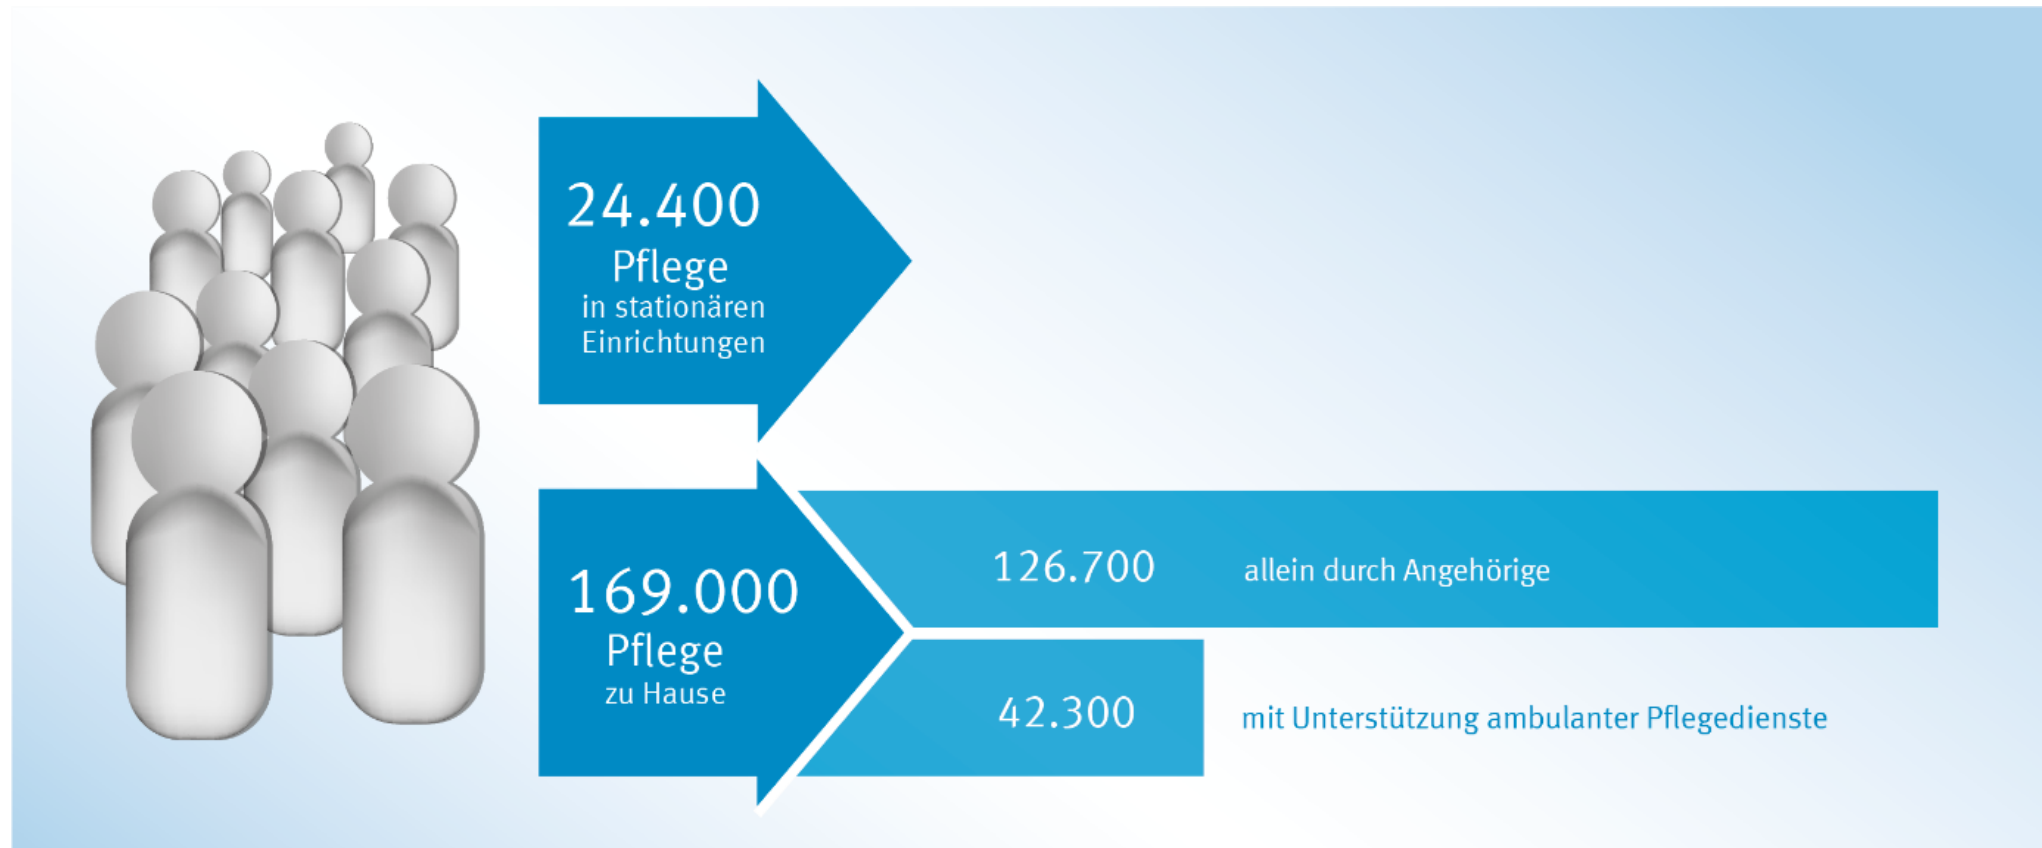 24.400
Pflege
in stationären
Einrichtungen
169.000
Pflege
zu Hause
126.700 allein durch Angehörige
42.300 mit Unterstützung ambulanter Pflegedienste